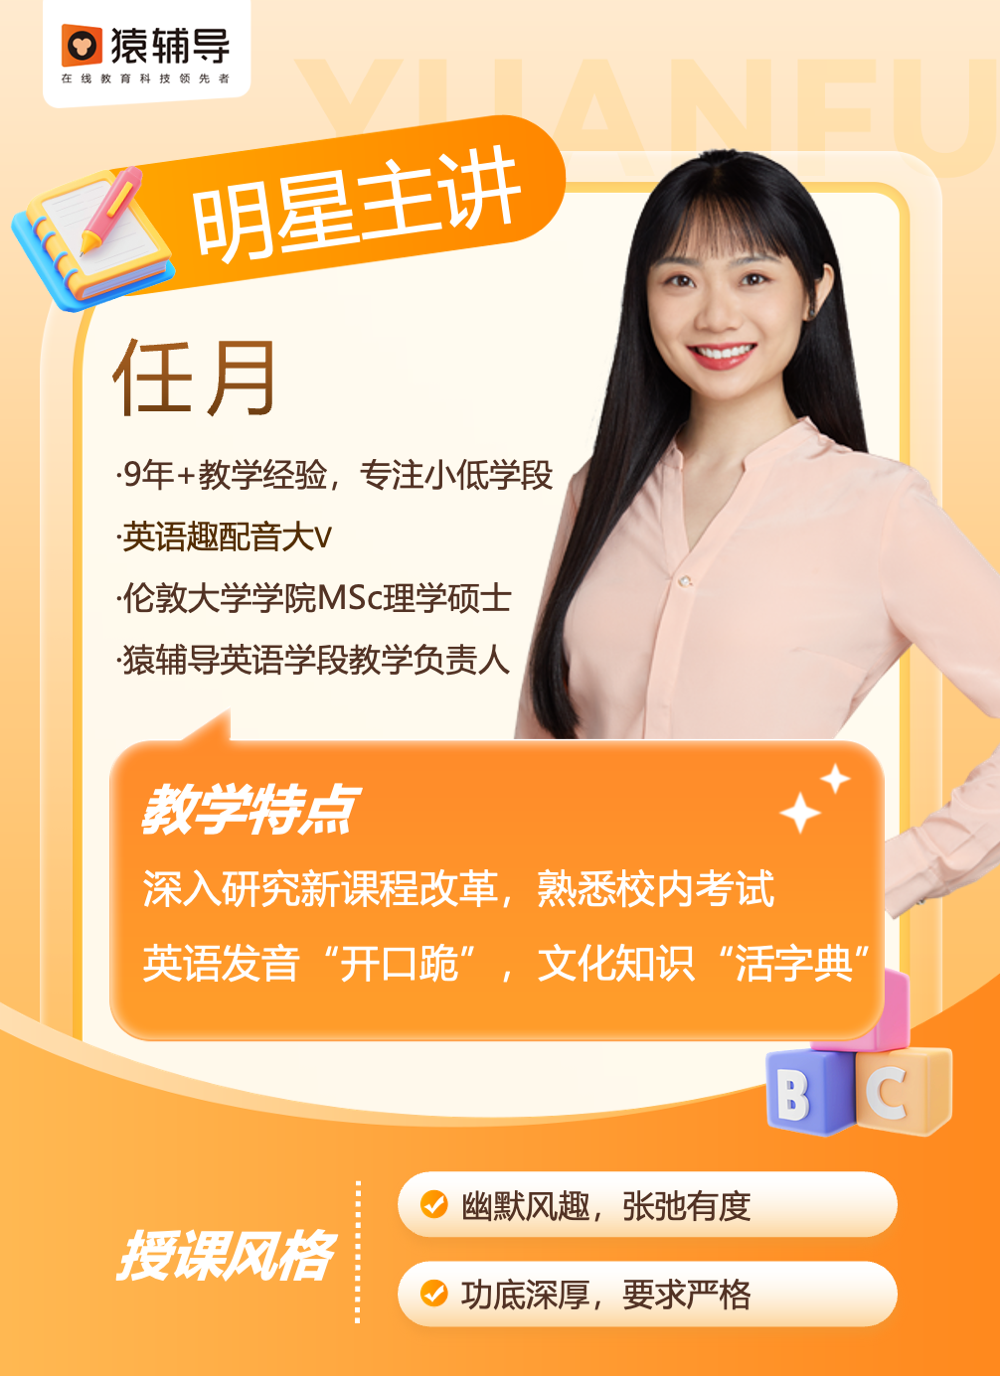 猿辅导
在线教育科技领先者
YUANFU
明星主讲
任月
·9年+教学经验，专注小低学段
·英语趣配音大V
·伦敦大学学院MSc理学硕士
·猿辅导英语学段教学负责人
教学特点
深入研究新课程改革，熟悉校内考试
英语发音“开口跪”，文化知识“活字典”
B C
授课风格
幽默风趣，张弛有度
功底深厚，要求严格